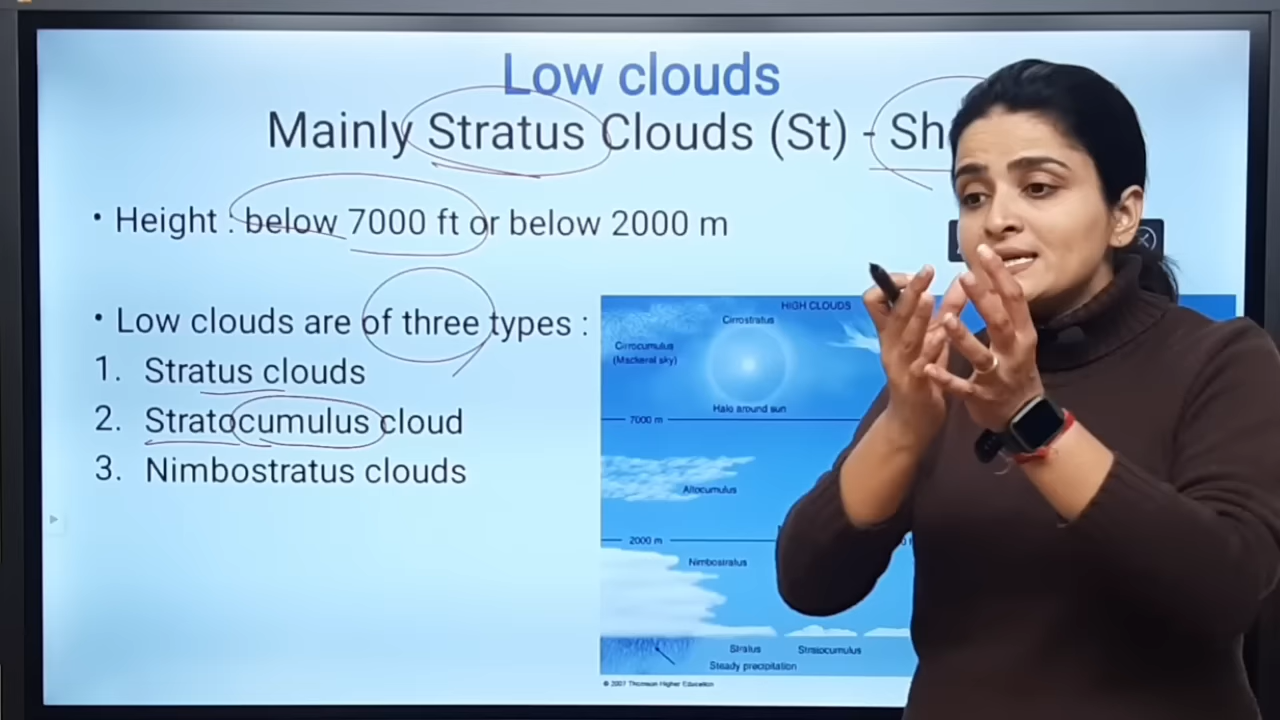 Low clouds
Mainly Stratus Clouds (St) - Sh
• Height : below 7000 ft or below 2000 m
• Low clouds are of three types :
1. Stratus clouds
2. Stratocumulus cloud
3. Nimbostratus clouds
HIGH CLOUDS
Cirrostratus
Cirrocumulus
(Mackerel sky)
Halo around sun
7000 m
Altocumulus
2000 m
Nimbostratus
Stratus Stratocumulus
Steady precipitation
© 2007 Thomson Higher Education